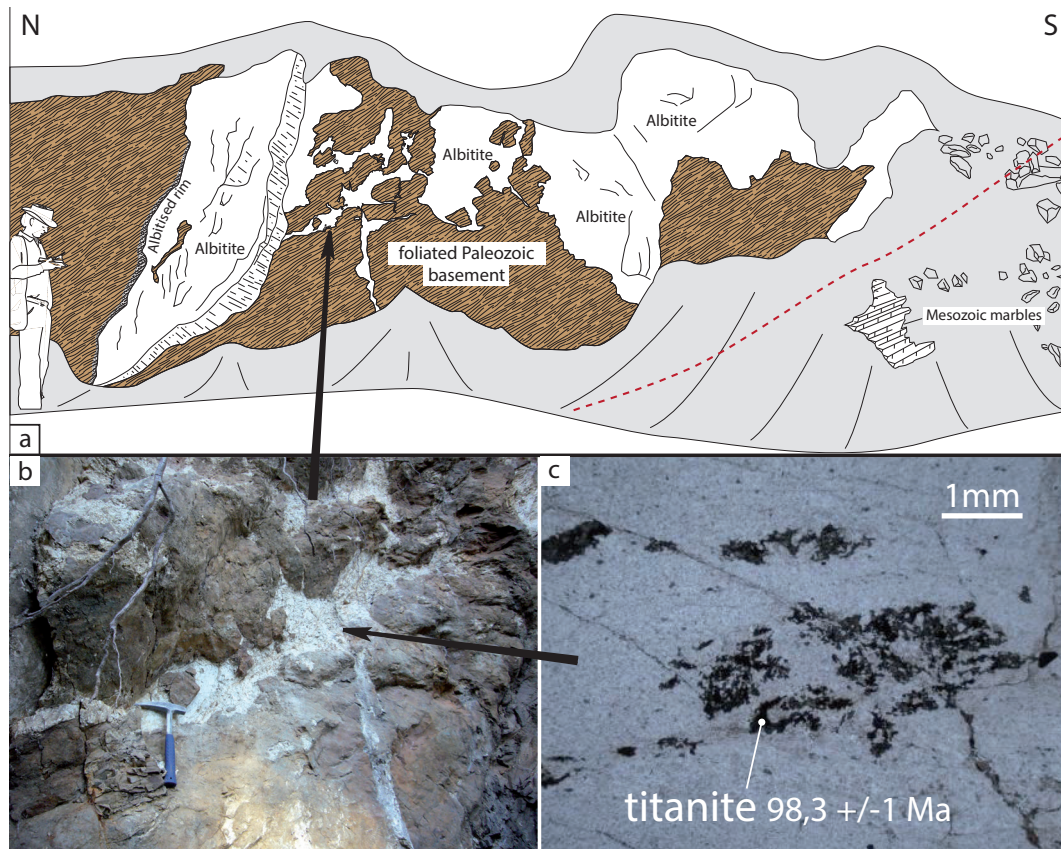 N
S
Albitised rim
Albitite
Albitite
Albitite
Albitite
foliated Paleozoic
basement
Mesozoic marbles
a
b
c
1mm
titanite 98,3 +/-1 Ma